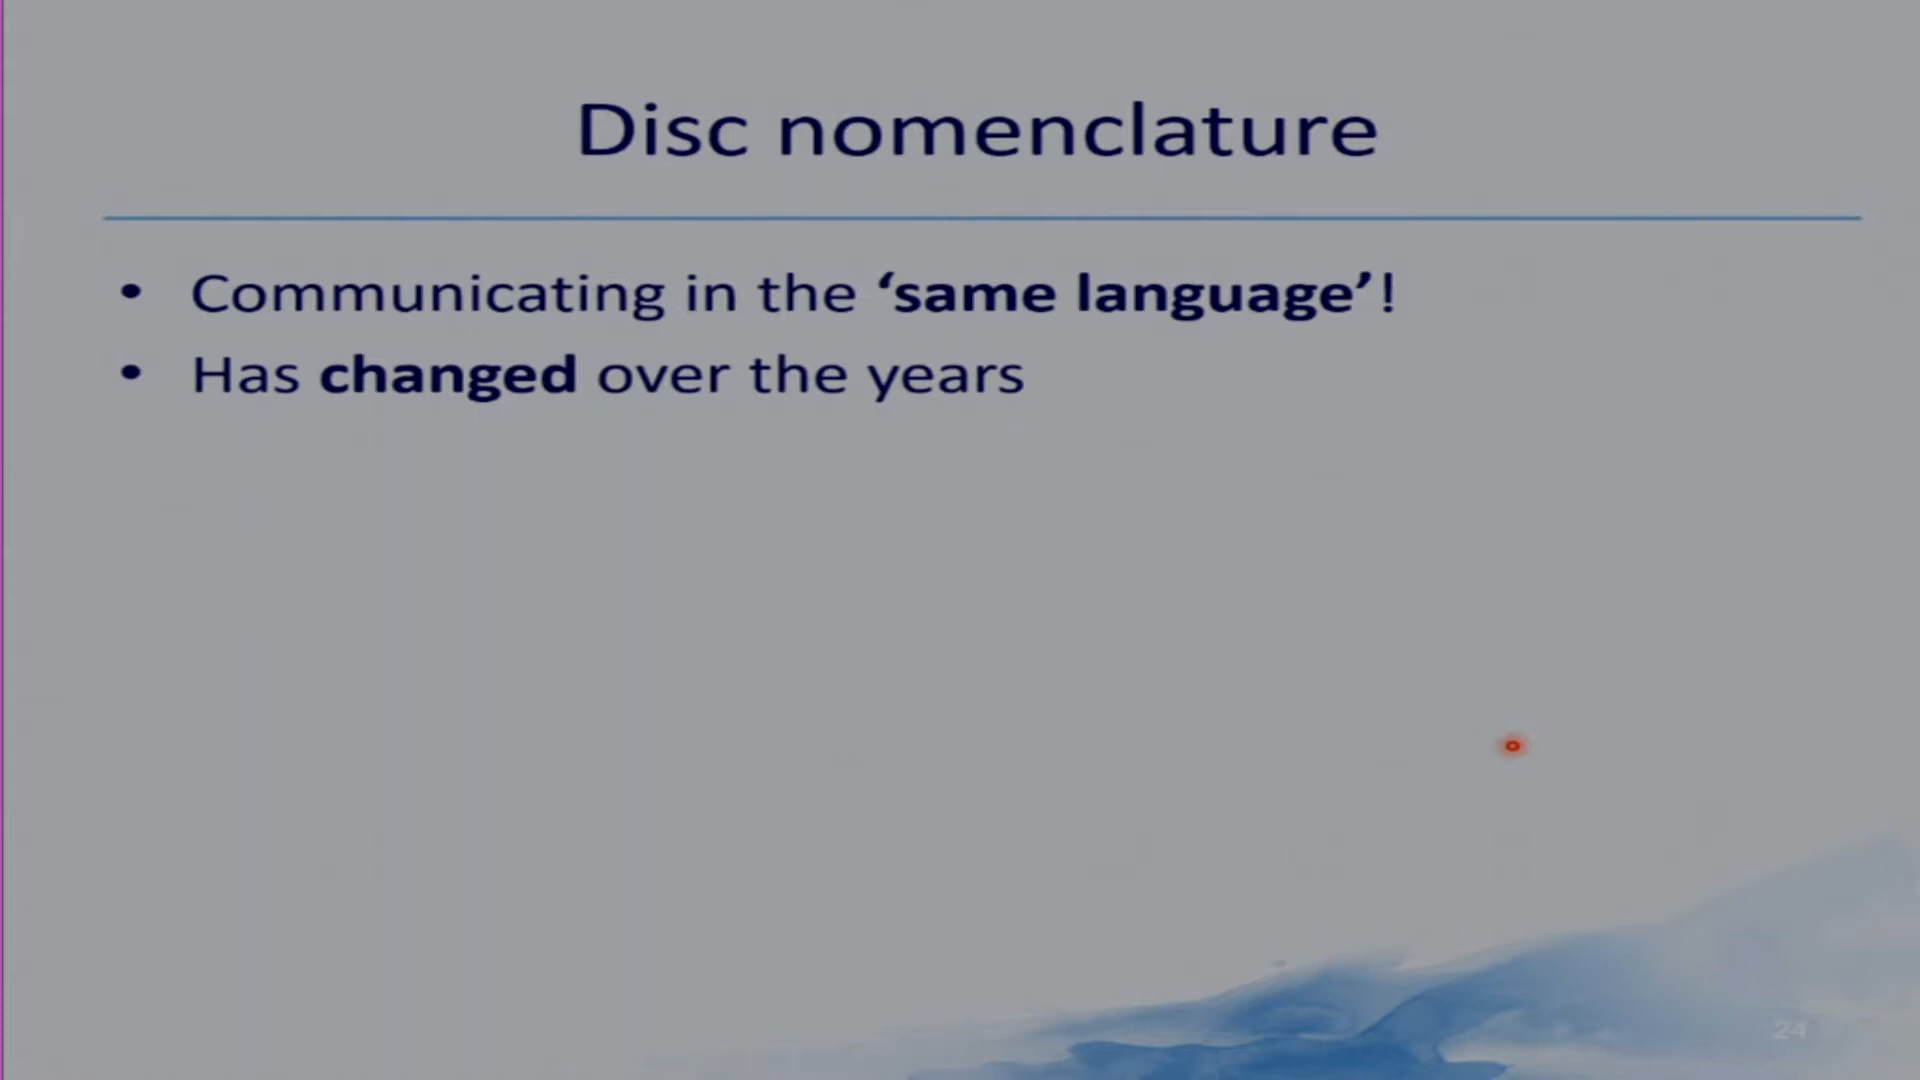 Disc nomenclature
• Communicating in the ‘same language’!
• Has changed over the years
24